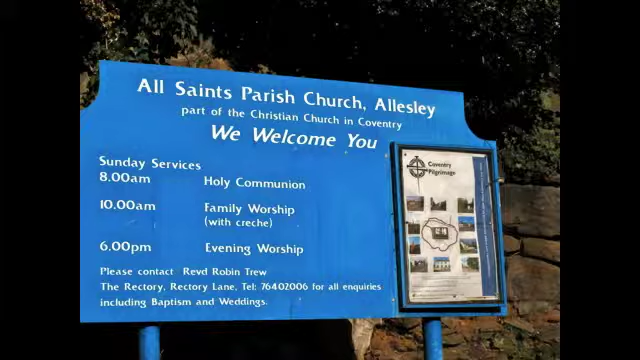 All Saints Parish Church, Allesley
part of the Christian Church in Coventry
We Welcome You
Sunday Services
8.00am Holy Communion
10.00am Family Worship
(with creche)
6.00pm Evening Worship
Please contact Revd Robin Trew
The Rectory, Rectory Lane, Tel: 76402006 for all enquiries
including Baptism and Weddings.
Coventry
Pilgrimage